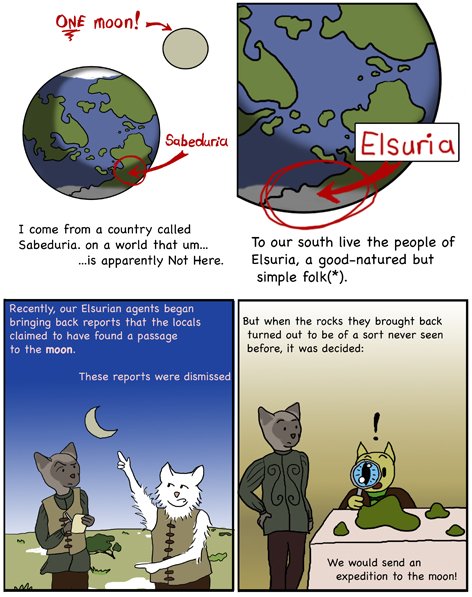 ONE moon!
Sabeduria
I come from a country called
Sabeduria. on a world that um...
...is apparently Not Here.
Elsuria
To our south live the people of
Elsuria, a good-natured but
simple folk(*).
Recently, our Elsurian agents began
bringing back reports that the locals
claimed to have found a passage
to the moon.
These reports were dismissed
But when the rocks they brought back
turned out to be of a sort never seen
before, it was decided:
!
We would send an
expedition to the moon!